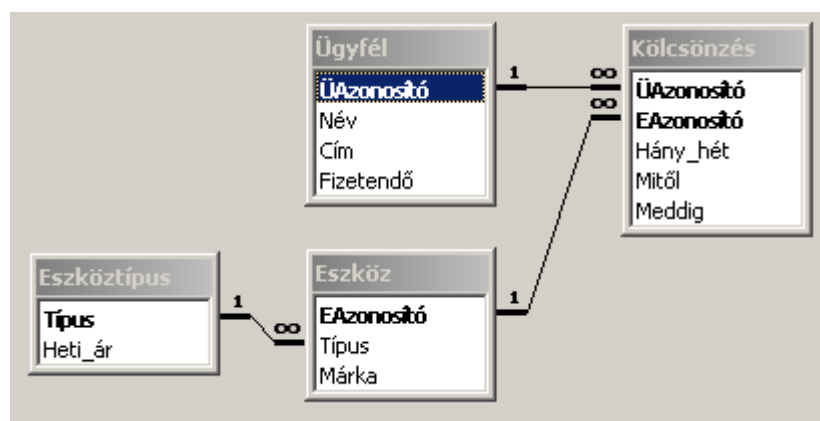 Ügyfél
ÜAzonosító
Név
Cím
Fizetendő
1
∞
∞
Kölcsönzés
ÜAzonosító
EAzonosító
Hány_hét
Mitől
Meddig
Eszköztípus
Típus
Heti_ár
1
∞
Eszköz
EAzonosító
Típus
Márka
1